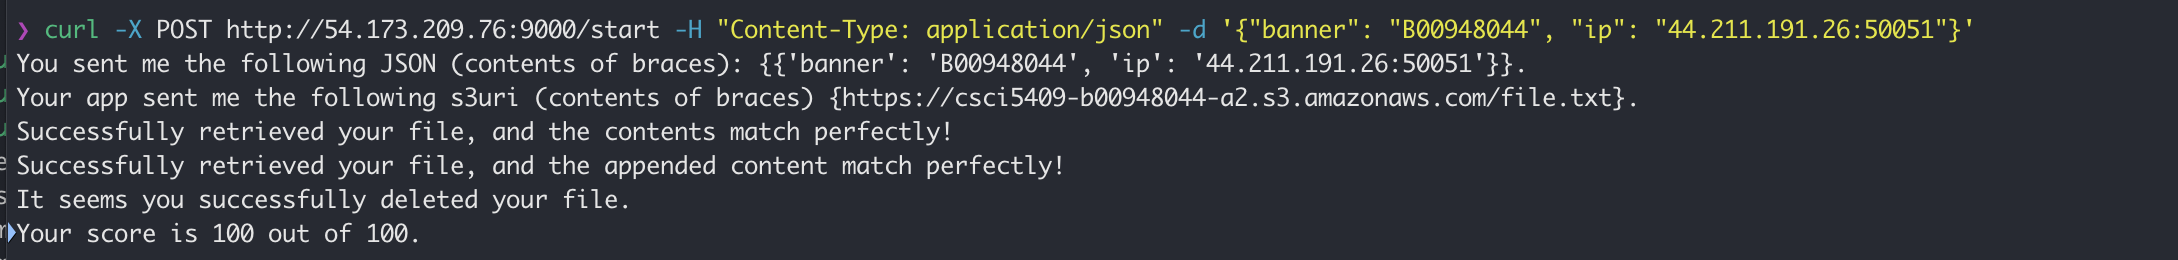 ❯ curl -X POST http://54.173.209.76:9000/start -H "Content-Type: application/json" -d '{"banner": "B00948044", "ip": "44.211.191.26:50051"}'
You sent me the following JSON (contents of braces): {{'banner': 'B00948044', 'ip': '44.211.191.26:50051'}}.
Your app sent me the following s3uri (contents of braces) {https://csci5409-b00948044-a2.s3.amazonaws.com/file.txt}.
Successfully retrieved your file, and the contents match perfectly!
Successfully retrieved your file, and the appended content match perfectly!
It seems you successfully deleted your file.
Your score is 100 out of 100.